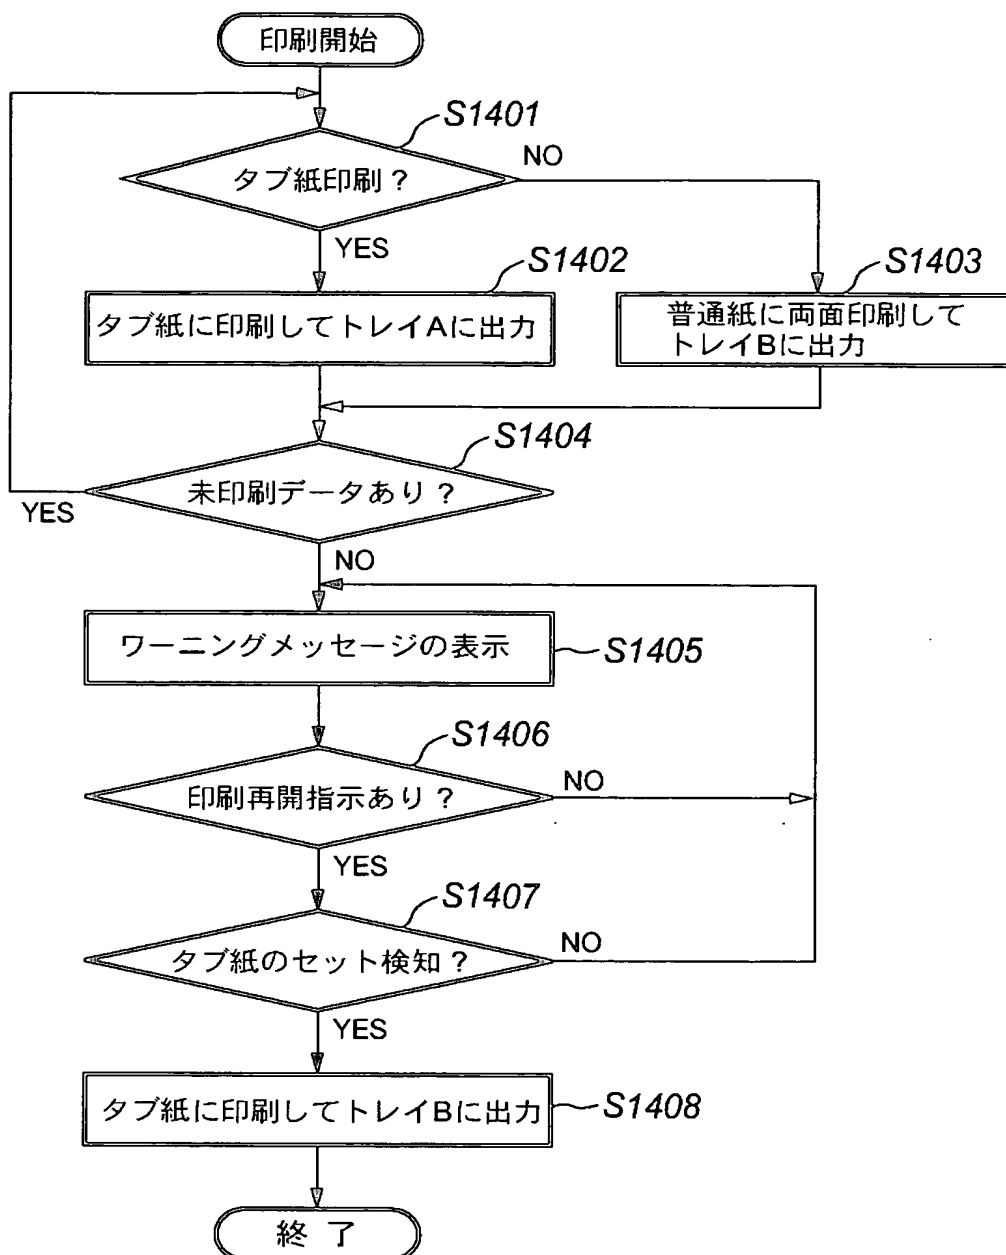 印刷開始
S1401
タブ紙印刷？
NO
YES
S1402
S1403
タブ紙に印刷してトレイAに出力
普通紙に両面印刷して
トレイBに出力
S1404
未印刷データあり？
YES
NO
ワーニングメッセージの表示
S1405
S1406
印刷再開指示あり？
NO
YES
S1407
タブ紙のセット検知？
NO
YES
タブ紙に印刷してトレイBに出力
S1408
終了